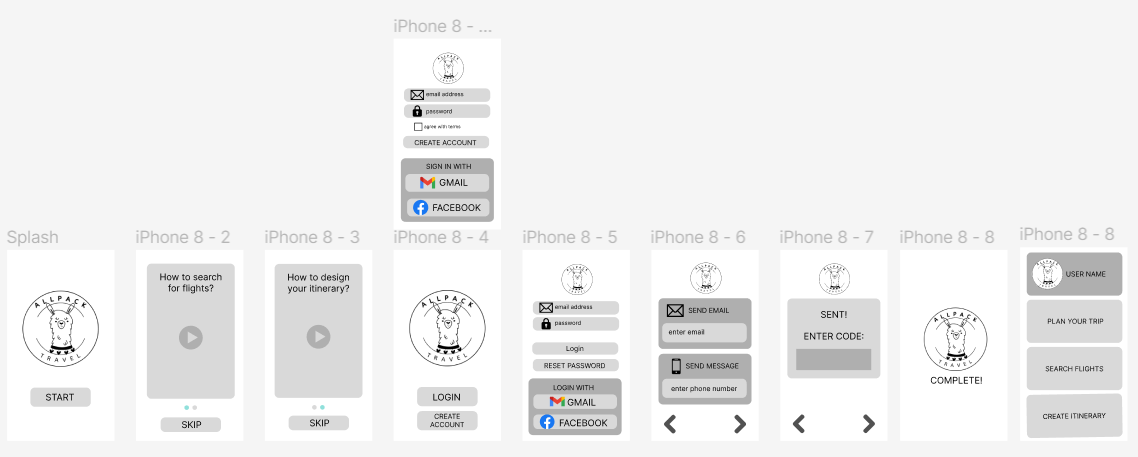 iPhone 8 - ...
ALLPACK
TRAVEL
email address
password
agree with terms
CREATE ACCOUNT
SIGN IN WITH
GMAIL
FACEBOOK
Splash
ALLPACK
TRAVEL
START
iPhone 8 - 2
How to search
for flights?
SKIP
iPhone 8 - 3
How to design
your itinerary?
SKIP
iPhone 8 - 4
ALLPACK
TRAVEL
LOGIN
CREATE
ACCOUNT
iPhone 8 - 5
ALLPACK
TRAVEL
email address
password
Login
RESET PASSWORD
LOGIN WITH
GMAIL
FACEBOOK
iPhone 8 - 6
ALLPACK
TRAVEL
SEND EMAIL
enter email
SEND MESSAGE
enter phone number
iPhone 8 - 7
ALLPACK
TRAVEL
SENT!
ENTER CODE:
iPhone 8 - 8
ALLPACK
TRAVEL
COMPLETE!
iPhone 8 - 8
ALLPACK
TRAVEL
USER NAME
PLAN YOUR TRIP
SEARCH FLIGHTS
CREATE ITINERARY